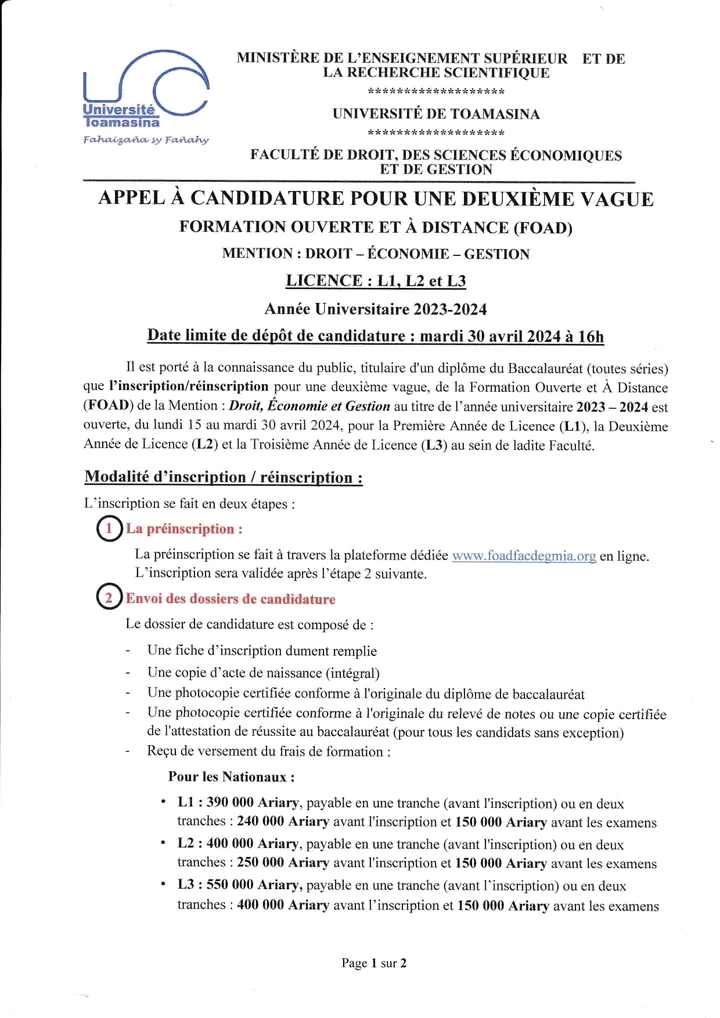 Université
Toamasina
Fahaizaña sy Fañahy
MINISTÈRE DE L'ENSEIGNEMENT SUPÉRIEUR ET DE
LA RECHERCHE SCIENTIFIQUE
*******************
UNIVERSITÉ DE TOAMASINA
*******************
FACULTÉ DE DROIT, DES SCIENCES ÉCONOMIQUES
ET DE GESTION
APPEL À CANDIDATURE POUR UNE DEUXIÈME VAGUE
FORMATION OUVERTE ET À DISTANCE (FOAD)
MENTION : DROIT – ÉCONOMIE – GESTION
LICENCE : L1, L2 et L3
Année Universitaire 2023-2024
Date limite de dépôt de candidature : mardi 30 avril 2024 à 16h
Il est porté à la connaissance du public, titulaire d'un diplôme du Baccalauréat (toutes séries)
que l'inscription/réinscription pour une deuxième vague, de la Formation Ouverte et À Distance
(FOAD) de la Mention : Droit, Économie et Gestion au titre de l'année universitaire 2023 – 2024 est
ouverte, du lundi 15 au mardi 30 avril 2024, pour la Première Année de Licence (L1), la Deuxième
Année de Licence (L2) et la Troisième Année de Licence (L3) au sein de ladite Faculté.
Modalité d'inscription / réinscription :
L'inscription se fait en deux étapes :
1 La préinscription :
La préinscription se fait à travers la plateforme dédiée www.foadfacdegmia.org en ligne.
L'inscription sera validée après l'étape 2 suivante.
2 Envoi des dossiers de candidature
Le dossier de candidature est composé de :
- Une fiche d'inscription dument remplie
- Une copie d'acte de naissance (intégral)
- Une photocopie certifiée conforme à l'originale du diplôme de baccalauréat
- Une photocopie certifiée conforme à l'originale du relevé de notes ou une copie certifiée
de l'attestation de réussite au baccalauréat (pour tous les candidats sans exception)
- Reçu de versement du frais de formation :
Pour les Nationaux :
• L1 : 390 000 Ariary, payable en une tranche (avant l'inscription) ou en deux
tranches : 240 000 Ariary avant l'inscription et 150 000 Ariary avant les examens
• L2 : 400 000 Ariary, payable en une tranche (avant l'inscription) ou en deux
tranches : 250 000 Ariary avant l'inscription et 150 000 Ariary avant les examens
• L3 : 550 000 Ariary, payable en une tranche (avant l'inscription) ou en deux
tranches : 400 000 Ariary avant l'inscription et 150 000 Ariary avant les examens
Page 1 sur 2